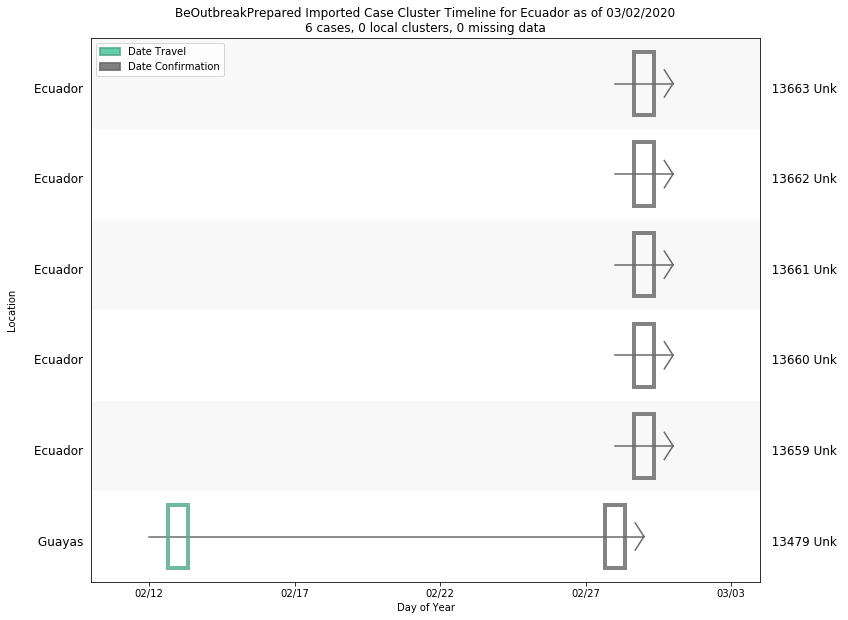 BeOutbreakPrepared Imported Case Cluster Timeline for Ecuador as of 03/02/2020
6 cases, 0 local clusters, 0 missing data
Date Travel
Date Confirmation
Ecuador
13663 Unk
Ecuador
13662 Unk
Ecuador
13661 Unk
Location
Ecuador
13660 Unk
Ecuador
13659 Unk
Guayas
13479 Unk
02/12
02/17
02/22
02/27
03/03
Day of Year